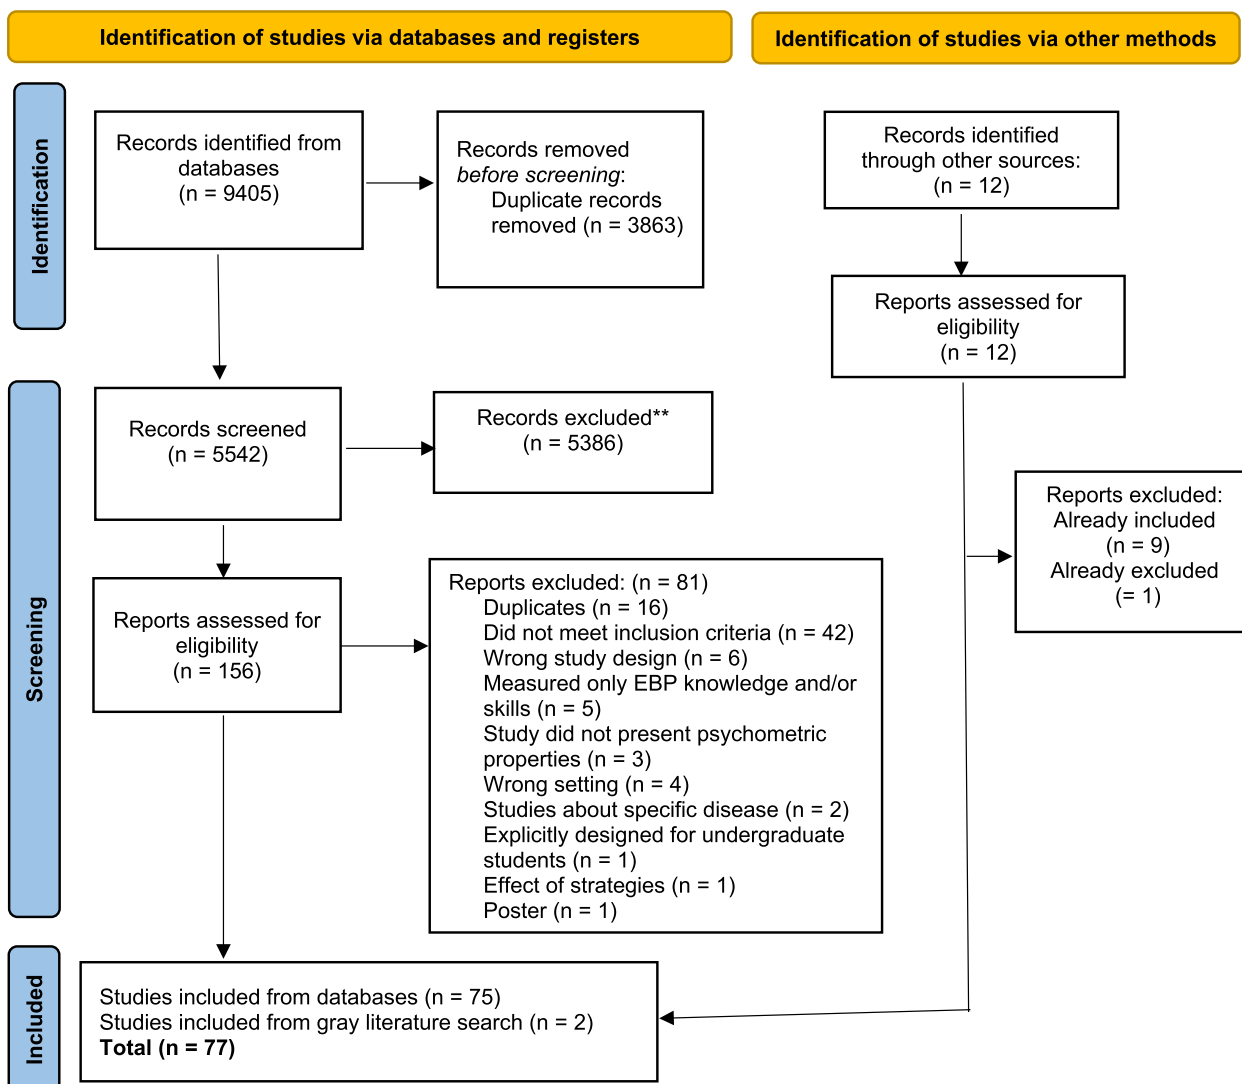 Identification of studies via databases and registers
Identification of studies via other methods
Identification
Records identified from
databases
(n = 9405)
Records removed
before screening:
Duplicate records
removed (n = 3863)
Records identified
through other sources:
(n = 12)
Reports assessed for
eligibility
(n = 12)
Screening
Records screened
(n = 5542)
Records excluded**
(n = 5386)
Reports excluded:
Already included
(n = 9)
Already excluded
(= 1)
Reports assessed for
eligibility
(n = 156)
Reports excluded: (n = 81)
Duplicates (n = 16)
Did not meet inclusion criteria (n = 42)
Wrong study design (n = 6)
Measured only EBP knowledge and/or
skills (n = 5)
Study did not present psychometric
properties (n = 3)
Wrong setting (n = 4)
Studies about specific disease (n = 2)
Explicitly designed for undergraduate
students (n = 1)
Effect of strategies (n = 1)
Poster (n = 1)
Included
Studies included from databases (n = 75)
Studies included from gray literature search (n = 2)
Total (n = 77)